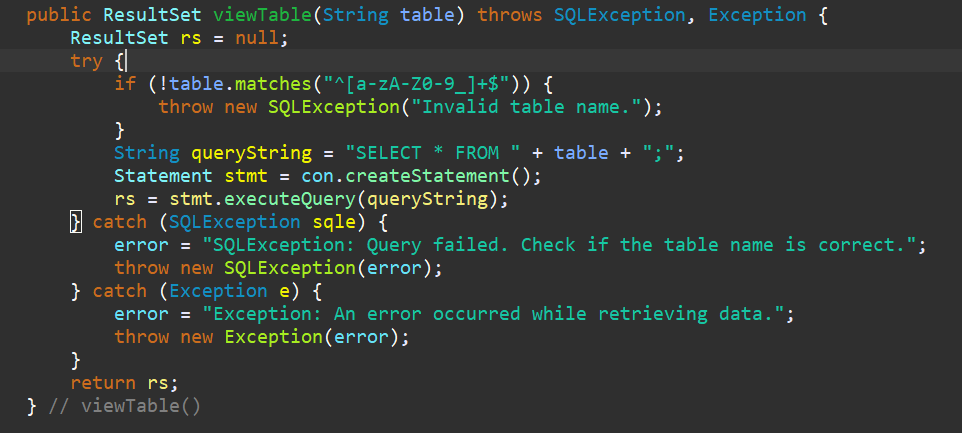 public ResultSet viewTable(String table) throws SQLException, Exception {
    ResultSet rs = null;
    try {
        if (!table.matches("^[a-zA-Z0-9_]+$")) {
            throw new SQLException("Invalid table name.");
        }
        String queryString = "SELECT * FROM " + table + ";";
        Statement stmt = con.createStatement();
        rs = stmt.executeQuery(queryString);
    } catch (SQLException sqle) {
        error = "SQLException: Query failed. Check if the table name is correct.";
        throw new SQLException(error);
    } catch (Exception e) {
        error = "Exception: An error occurred while retrieving data.";
        throw new Exception(error);
    }
    return rs;
} // viewTable()